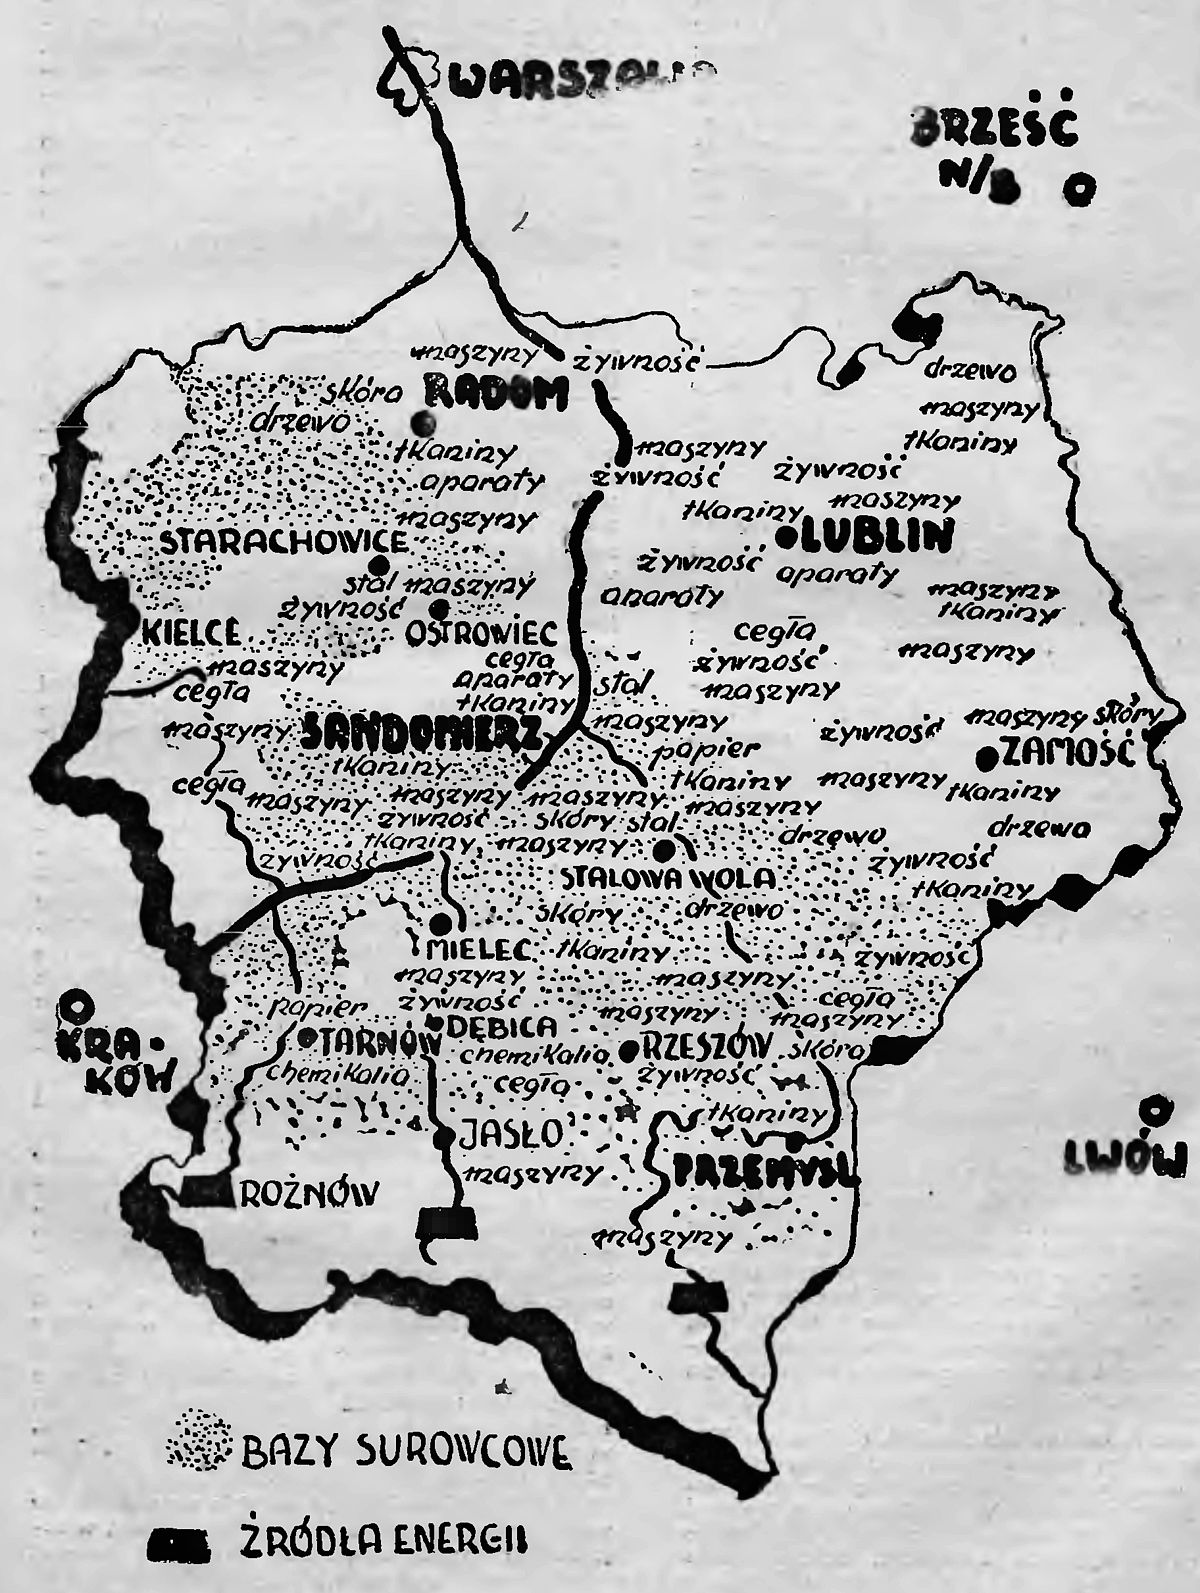 WARSZAWA
BRZEŚĆ
N/B
maszyny
żywność
drzewo
skóra
RADOM
maszyny
drzewo
tkaniny
tkaniny
maszyny
aparaty
żywność
żywność
maszyny
maszyny
tkaniny
STARACHOWICE
LUBLIN
stal maszyny
żywność
aparaty
żywność
aparaty
maszyny
tkaniny
KIELCE
OSTROWIEC
cegła
maszyny
cegła
żywność
maszyny
aparaty
stal
cegła
tkaniny
maszyny
maszyny
SANDOMIERZ
maszyny
żywność
maszyny skóry
papier
ZAMOŚĆ
tkaniny
tkaniny
maszyny
tkaniny
cegła
maszyny
maszyny
maszyny
maszyny
żywność
skóry stal
drzewo
drzewa
tkaniny, maszyny
żywność
żywność
STALOWA WOLA
tkaniny
skóry
drzewo
MIELEC
tkaniny
żywność
maszyny
maszyny
papier
żywność
maszyny
cegła
maszyny
TARNÓW
DĘBICA
RZESZÓW
skóra
KRA-
KÓW
chemikalia
chemikalia
cegła
żywność
tkaniny
JASŁO
LWÓW
maszyny
PRZEMYŚL
ROŻNÓW
maszyny
BAZY SUROWCOWE
ŹRÓDŁA ENERGII